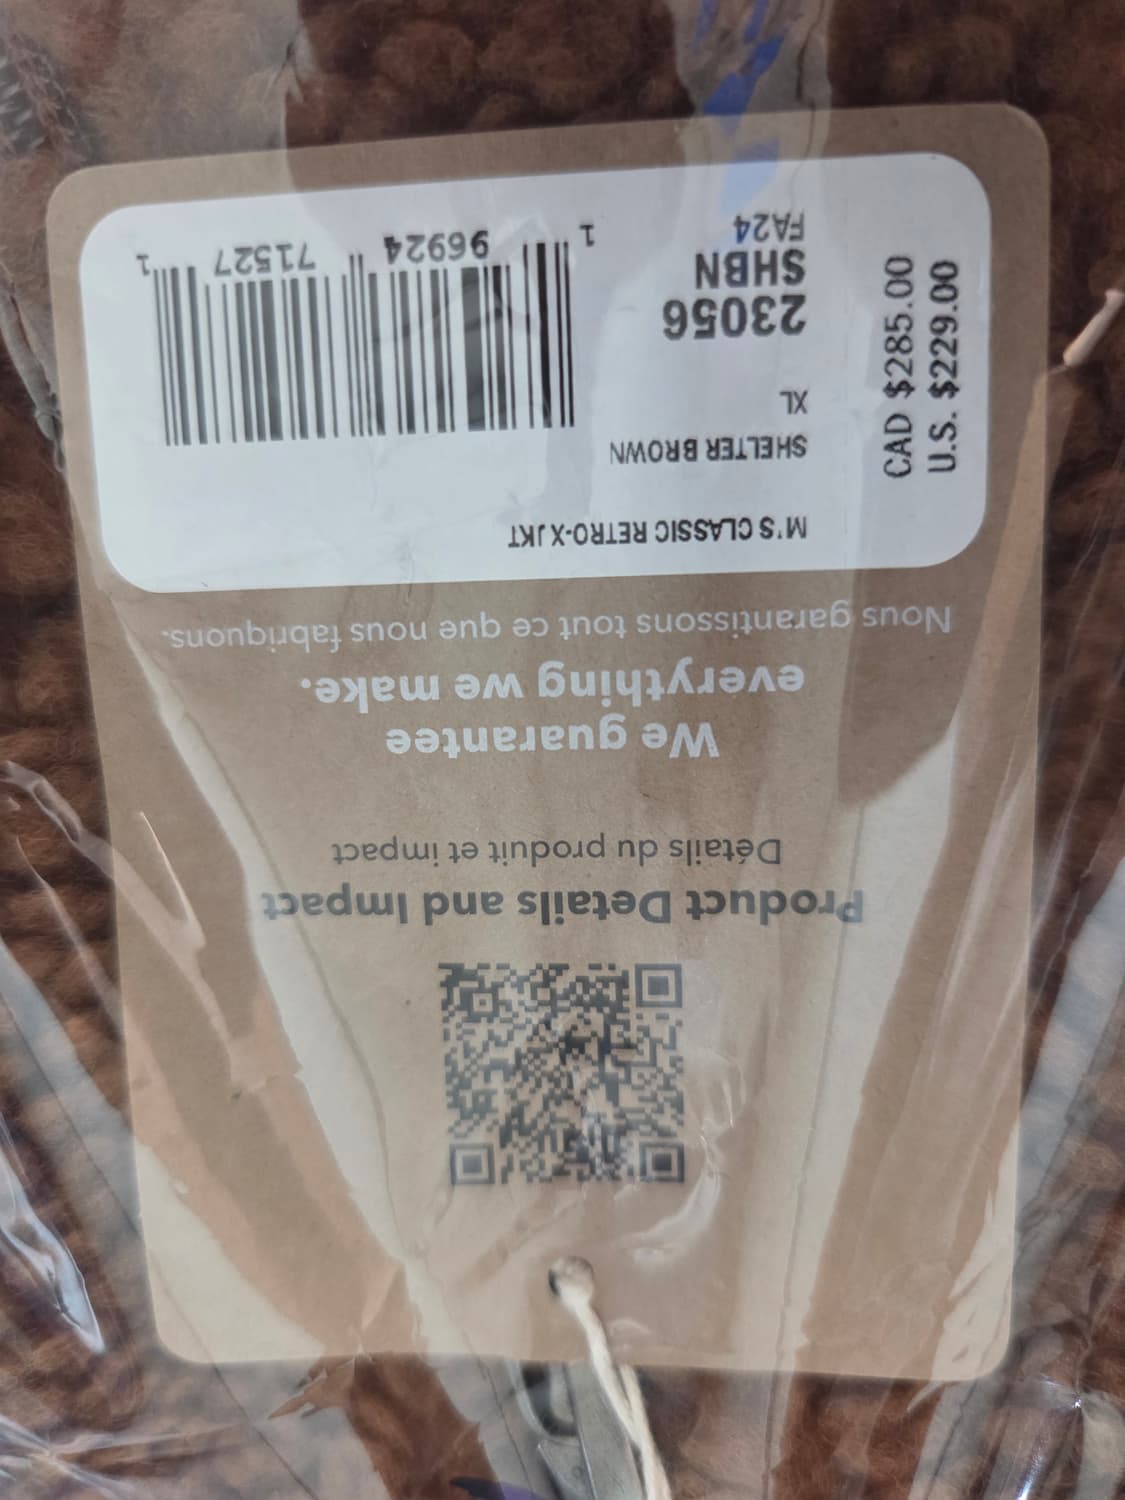 Product Details and Impact
Détails du produit et impact
We guarantee
everything we make.
Nous garantissons tout ce que nous fabriquons.
M'S CLASSIC RETRO-X JKT
SHELTER BROWN
XL
23056
SHBN
FA24
1 71527 96924 1
CAD $285.00
U.S. $229.00